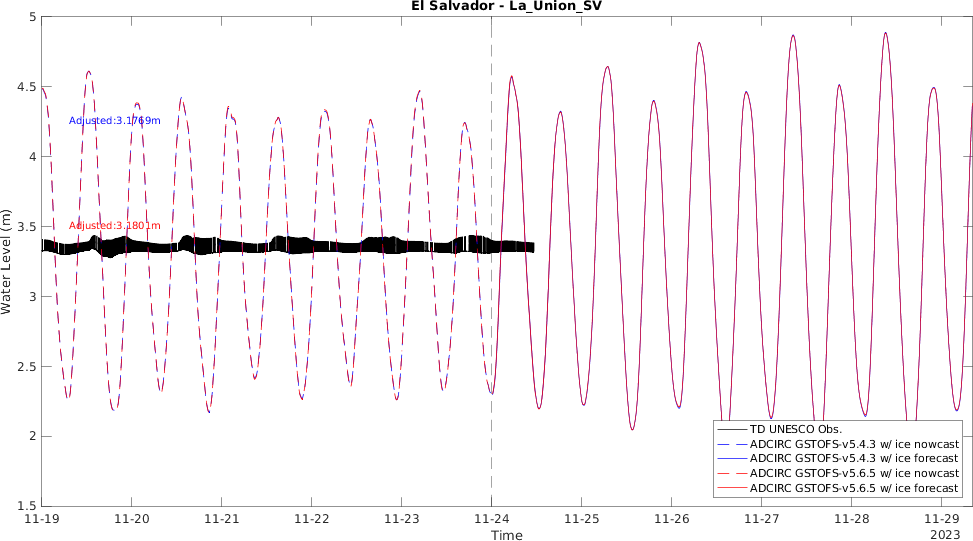 El Salvador - La_Union_SV
5
4.5
4
3.5
3
2.5
2
1.5
Water Level (m)
Adjusted:3.1769m
Adjusted:3.1801m
TD UNESCO Obs.
ADCIRC GSTOFS-v5.4.3 w/ ice nowcast
ADCIRC GSTOFS-v5.4.3 w/ ice forecast
ADCIRC GSTOFS-v5.6.5 w/ ice nowcast
ADCIRC GSTOFS-v5.6.5 w/ ice forecast
11-19 11-20 11-21 11-22 11-23 11-24 11-25 11-26 11-27 11-28 11-29
Time
2023